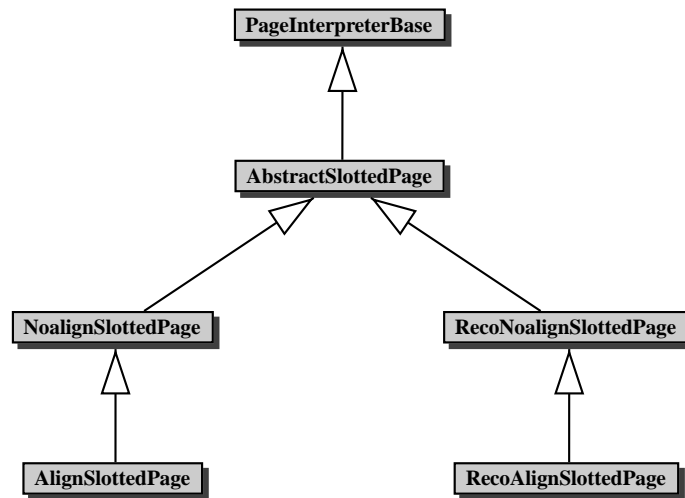 PageInterpreterBase
AbstractSlottedPage
NoalignSlottedPage
RecoNoalignSlottedPage
AlignSlottedPage
RecoAlignSlottedPage